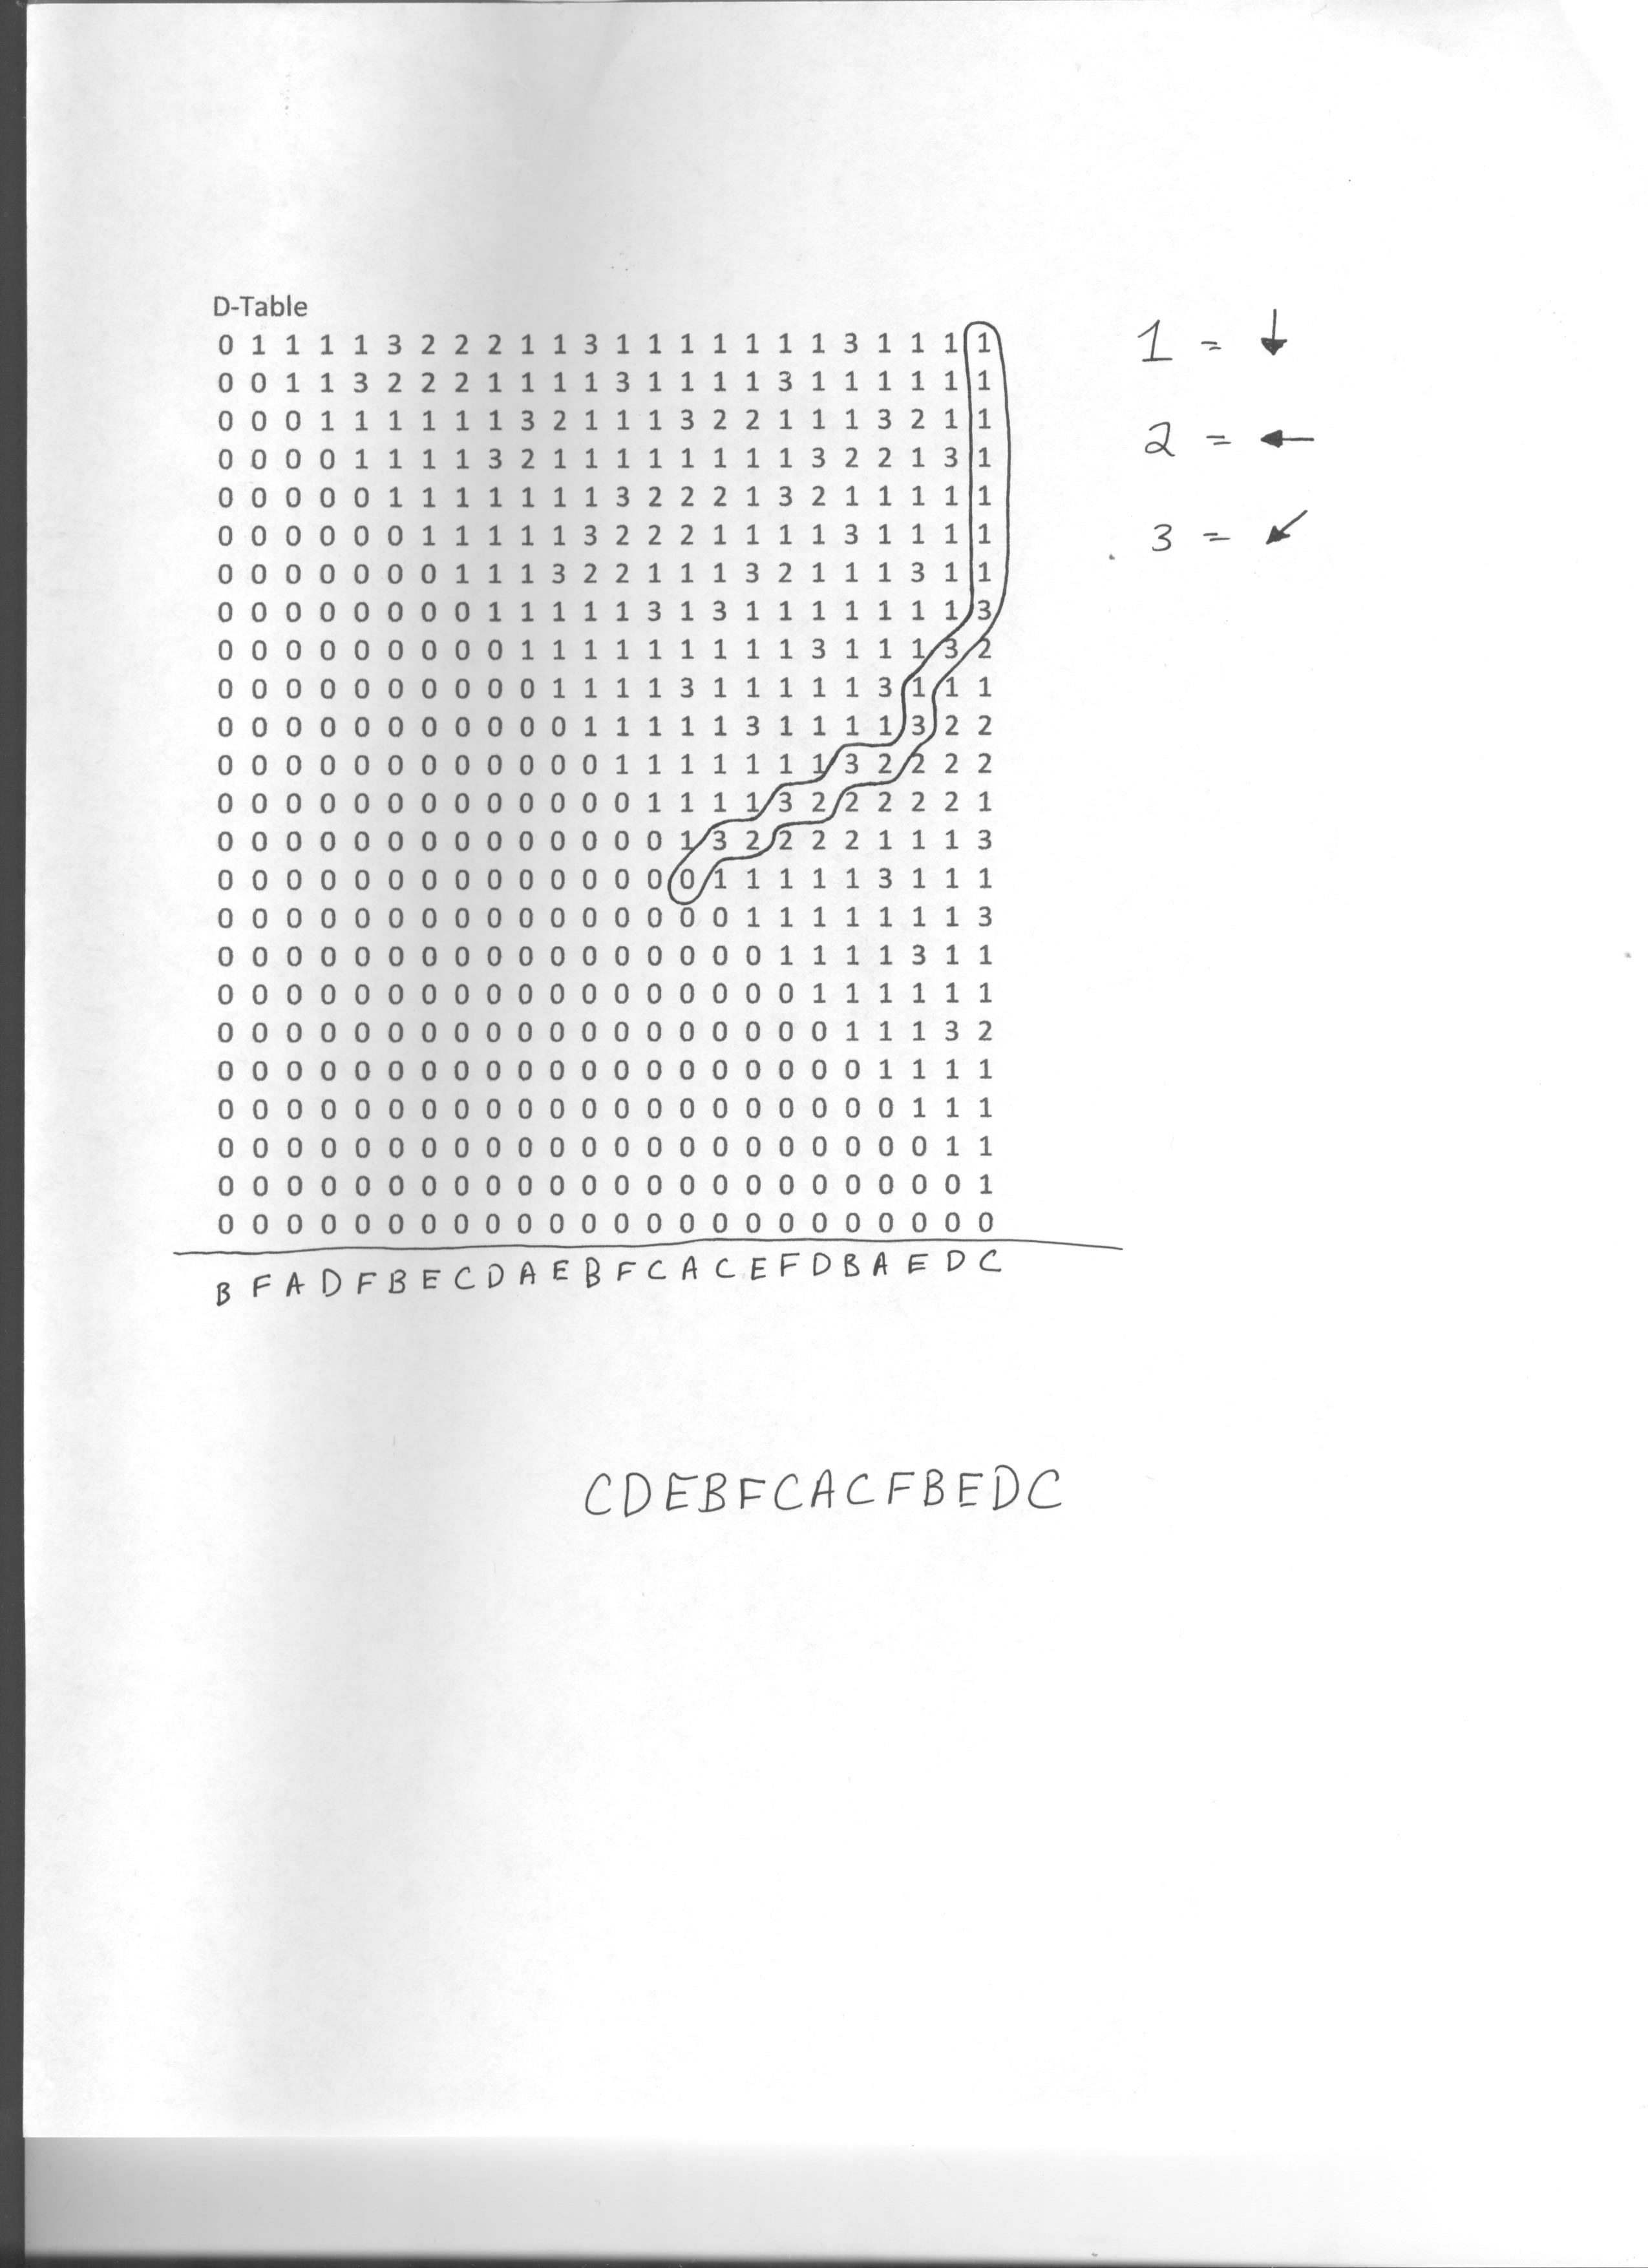 D-Table
0 1 1 1 1 3 2 2 2 1 1 3 1 1 1 1 1 1 1 3 1 1 1 1
0 0 1 1 3 2 2 2 1 1 1 1 3 1 1 1 1 3 1 1 1 1 1 1
0 0 0 1 1 1 1 1 1 3 2 1 1 1 3 2 2 1 1 1 3 2 1 1
0 0 0 0 1 1 1 1 3 2 1 1 1 1 1 1 1 1 3 2 2 1 3 1
0 0 0 0 0 1 1 1 1 1 1 1 3 2 2 2 1 3 2 1 1 1 1 1
0 0 0 0 0 0 1 1 1 1 1 3 2 2 2 1 1 1 1 3 1 1 1 1
0 0 0 0 0 0 0 1 1 1 3 2 2 1 1 1 3 2 1 1 1 3 1 1
0 0 0 0 0 0 0 0 1 1 1 1 1 3 1 3 1 1 1 1 1 1 1 3
0 0 0 0 0 0 0 0 0 1 1 1 1 1 1 1 1 1 3 1 1 1 3 2
0 0 0 0 0 0 0 0 0 0 1 1 1 1 3 1 1 1 1 1 3 1 1 1
0 0 0 0 0 0 0 0 0 0 0 1 1 1 1 1 3 1 1 1 1 3 2 2
0 0 0 0 0 0 0 0 0 0 0 0 1 1 1 1 1 1 1 3 2 2 2 2
0 0 0 0 0 0 0 0 0 0 0 0 0 1 1 1 1 3 2 2 2 2 2 1
0 0 0 0 0 0 0 0 0 0 0 0 0 0 1 3 2 2 2 2 1 1 1 3
0 0 0 0 0 0 0 0 0 0 0 0 0 0 0 1 1 1 1 1 3 1 1 1
0 0 0 0 0 0 0 0 0 0 0 0 0 0 0 0 1 1 1 1 1 1 1 3
0 0 0 0 0 0 0 0 0 0 0 0 0 0 0 0 0 1 1 1 1 3 1 1
0 0 0 0 0 0 0 0 0 0 0 0 0 0 0 0 0 0 1 1 1 1 1 1
0 0 0 0 0 0 0 0 0 0 0 0 0 0 0 0 0 0 0 1 1 1 3 2
0 0 0 0 0 0 0 0 0 0 0 0 0 0 0 0 0 0 0 0 1 1 1 1
0 0 0 0 0 0 0 0 0 0 0 0 0 0 0 0 0 0 0 0 0 1 1 1
0 0 0 0 0 0 0 0 0 0 0 0 0 0 0 0 0 0 0 0 0 0 1 1
0 0 0 0 0 0 0 0 0 0 0 0 0 0 0 0 0 0 0 0 0 0 0 1
0 0 0 0 0 0 0 0 0 0 0 0 0 0 0 0 0 0 0 0 0 0 0 0
B F A D F B E C D A E B F C A C E F D B A E D C
1 = ↓
2 = ←
3 = ↙
CDEBFCACFBEDC